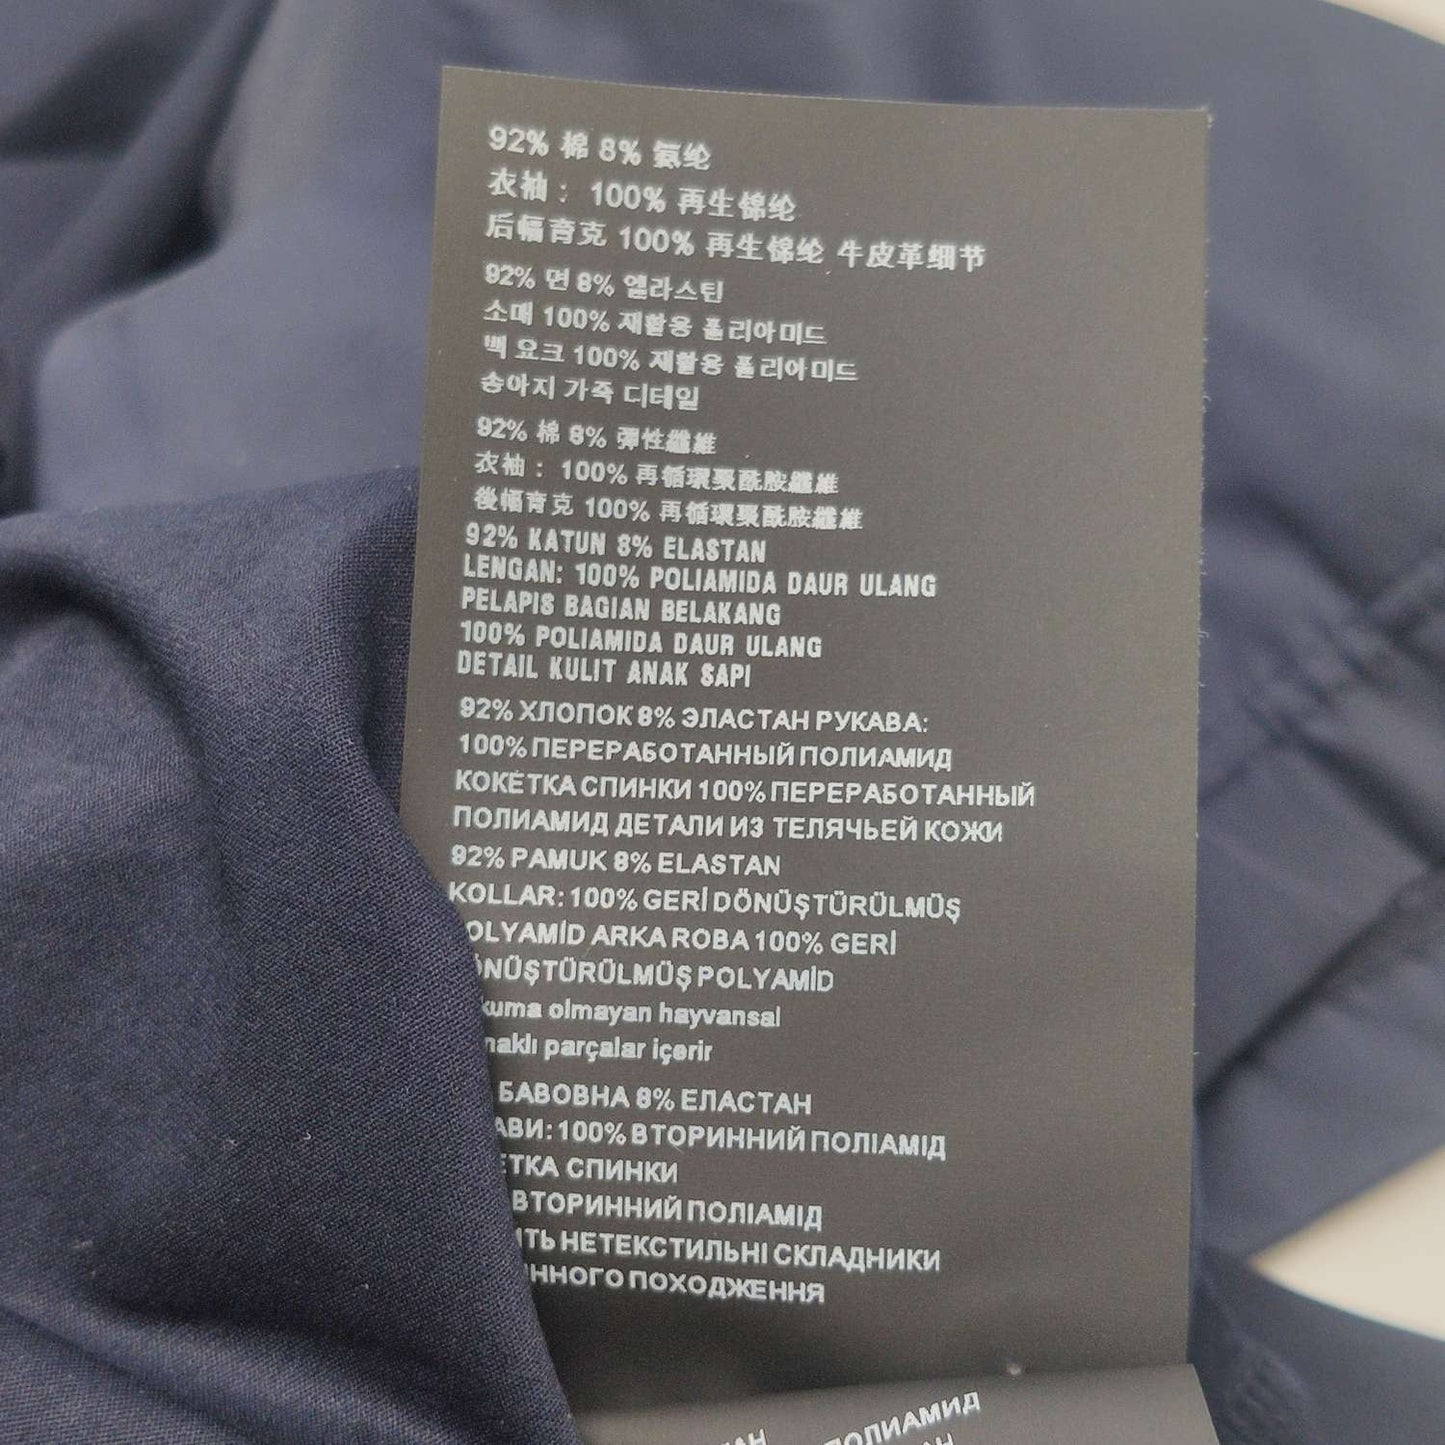 92% 棉 8% 氨纶
衣袖： 100% 再生锦纶
后幅育克 100% 再生锦纶 牛皮革细节
92% 면 8% 엘라스틴
소매 100% 재활용 폴리아미드
백 요크 100% 재활용 폴리아미드
송아지 가죽 디테일
92% 棉 8% 彈性纖維
衣袖： 100% 再循環聚酰胺纖維
後幅育克 100% 再循環聚酰胺纖維
92% KATUN 8% ELASTAN
LENGAN: 100% POLIAMIDA DAUR ULANG
PELAPIS BAGIAN BELAKANG
100% POLIAMIDA DAUR ULANG
DETAIL KULIT ANAK SAPI
92% ХЛОПОК 8% ЭЛАСТАН РУКАВА:
100% ПЕРЕРАБОТАННЫЙ ПОЛИАМИД
КОКЕТКА СПИНКИ 100% ПЕРЕРАБОТАННЫЙ
ПОЛИАМИД ДЕТАЛИ ИЗ ТЕЛЯЧЬЕЙ КОЖИ
92% PAMUK 8% ELASTAN
KOLLAR: 100% GERİ DÖNÜŞTÜRÜLMÜŞ
OLYAMİD ARKA ROBA 100% GERİ
ÖNÜŞTÜRÜLMÜŞ POLYAMİD
kuma olmayan hayvansal
naklı parçalar içerir
БАВОВНА 8% ЕЛАСТАН
АВИ: 100% ВТОРИННИЙ ПОЛІАМІД
ЕТКА СПИНКИ
ВТОРИННИЙ ПОЛІАМІД
ИТЬ НЕТЕКСТИЛЬНІ СКЛАДНИКИ
ИННОГО ПОХОДЖЕННЯ
ПОЛИАМИД